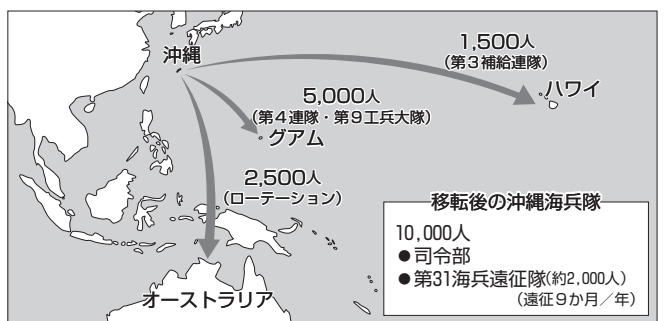 沖縄
1,500人
(第3補給連隊)
ハワイ
5,000人
(第4連隊・第9工兵大隊)
グアム
2,500人
(ローテーション)
オーストラリア
移転後の沖縄海兵隊
10,000人
●司令部
●第31海兵遠征隊(約2,000人)
(遠征9か月／年)